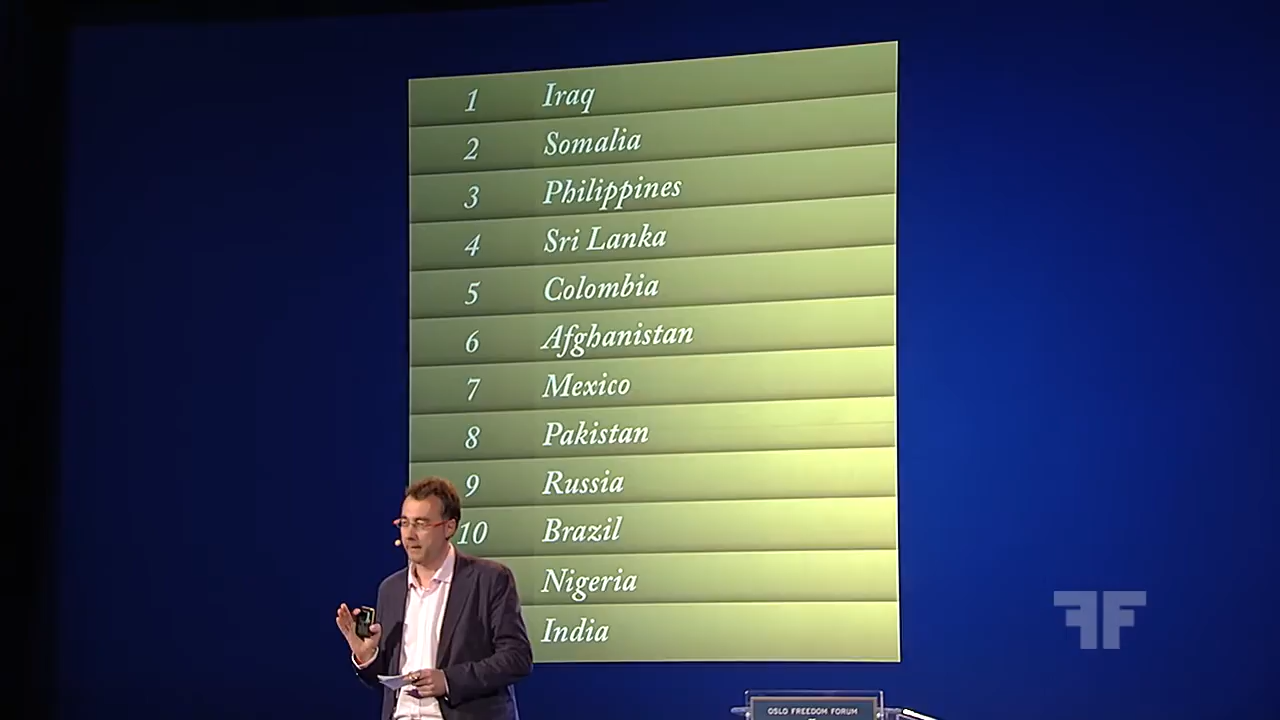 1 Iraq
2 Somalia
3 Philippines
4 Sri Lanka
5 Colombia
6 Afghanistan
7 Mexico
8 Pakistan
9 Russia
10 Brazil
Nigeria
India
FF
OSLO FREEDOM FORUM